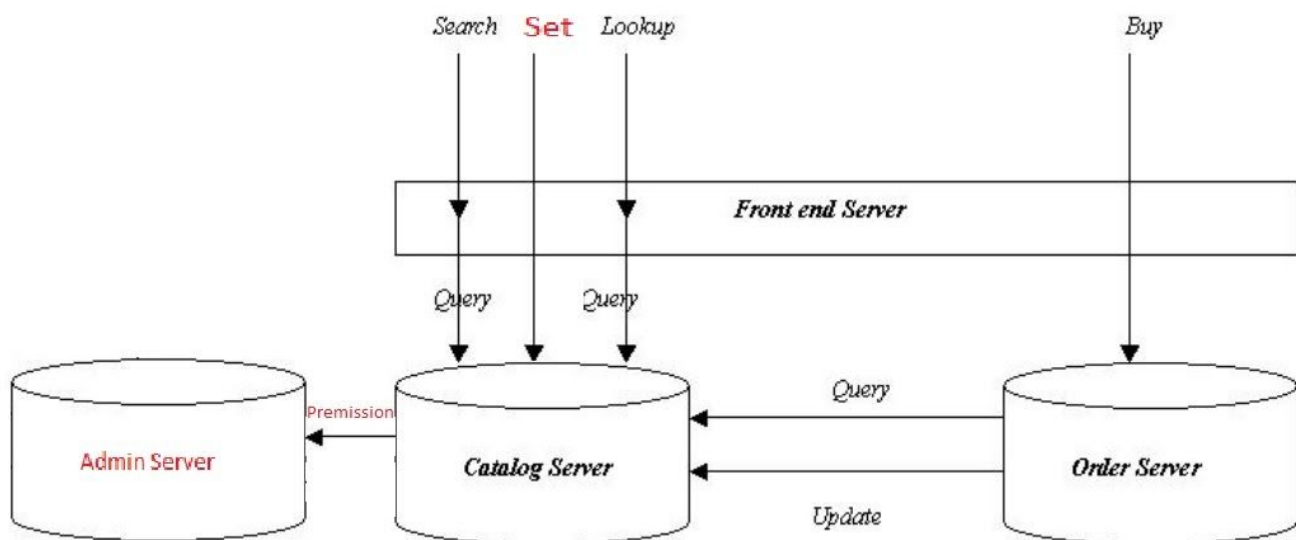 Search Set Lookup Buy
Front end Server
Query Query
Premission
Query
Admin Server
Catalog Server
Order Server
Update